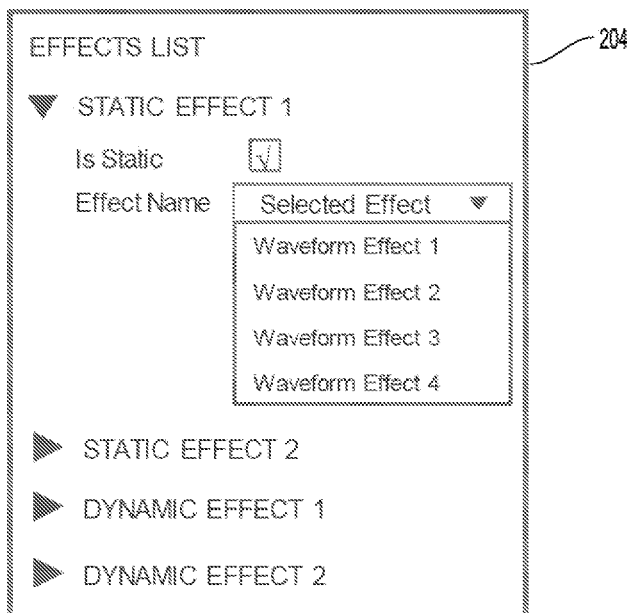 EFFECTS LIST
204
STATIC EFFECT 1
Is Static √
Effect Name Selected Effect
Waveform Effect 1
Waveform Effect 2
Waveform Effect 3
Waveform Effect 4
STATIC EFFECT 2
DYNAMIC EFFECT 1
DYNAMIC EFFECT 2